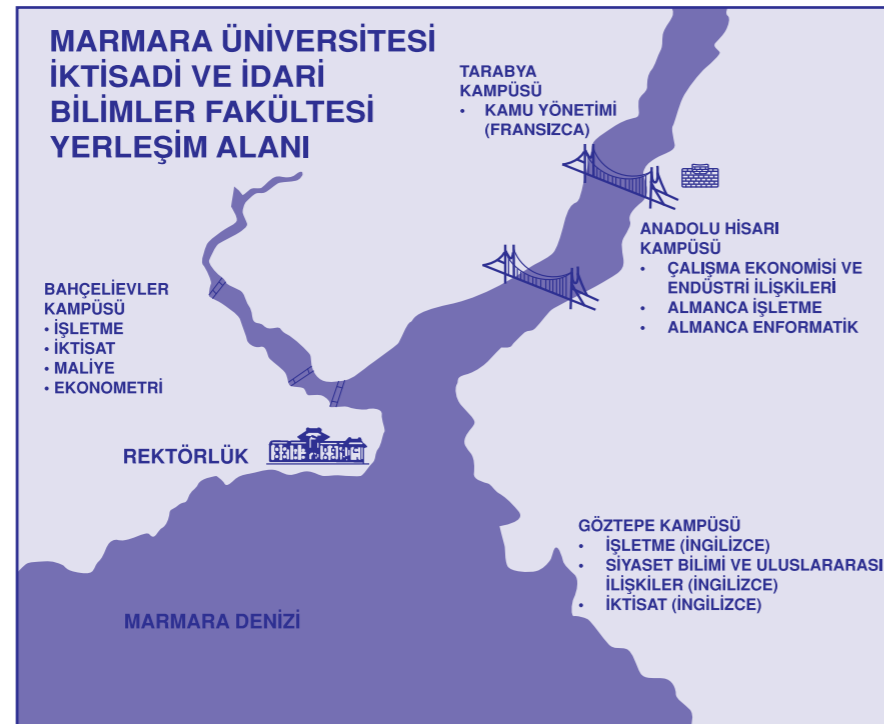 MARMARA ÜNİVERSİTESİ
İKTİSADİ VE İDARİ
BİLİMLER FAKÜLTESİ
YERLEŞİM ALANI
TARABYA
KAMPÜSÜ
• KAMU YÖNETİMİ
(FRANSIZCA)
ANADOLU HİSARI
KAMPÜSÜ
• ÇALIŞMA EKONOMİSİ VE
ENDÜSTRİ İLİŞKİLERİ
• ALMANCA İŞLETME
• ALMANCA ENFORMATİK
BAHÇELİEVLER
KAMPÜSÜ
• İŞLETME
• İKTİSAT
• MALİYE
• EKONOMETRİ
REKTÖRLÜK
GÖZTEPE KAMPÜSÜ
• İŞLETME (İNGİLİZCE)
• SİYASET BİLİMİ VE ULUSLARARASI
İLİŞKİLER (İNGİLİZCE)
• İKTİSAT (İNGİLİZCE)
MARMARA DENİZİ